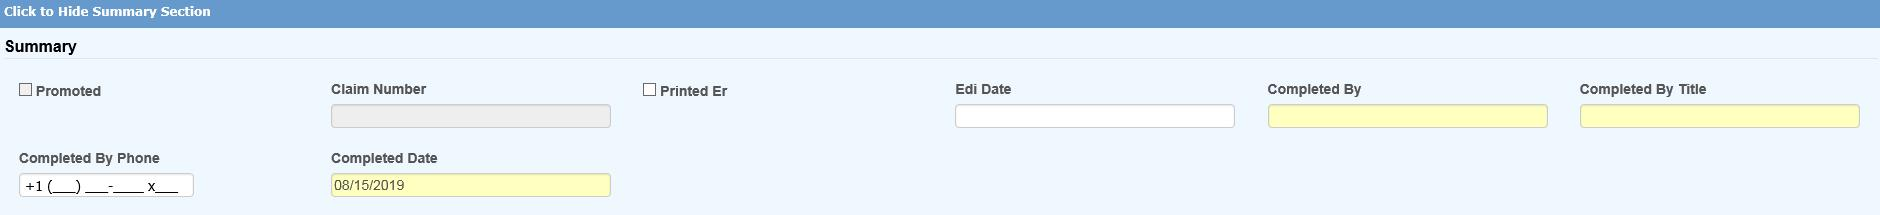 Click to Hide Summary Section
Summary
Promoted
Claim Number
Printed Er
Edi Date
Completed By
Completed By Title
Completed By Phone
Completed Date
+1 (___) ___-____ x___
08/15/2019